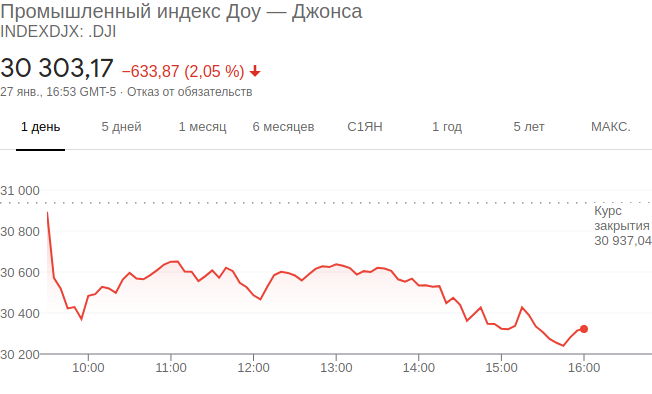 Промышленный индекс Доу — Джонса
INDEXDJX: .DJI
30 303,17 −633,87 (2,05 %)
27 янв., 16:53 GMT-5 · Отказ от обязательств
1 день 5 дней 1 месяц 6 месяцев С1ЯН 1 год 5 лет МАКС.
31 000
Курс
закрытия
30 937,04
30 800
30 600
30 400
30 200
10:00 11:00 12:00 13:00 14:00 15:00 16:00